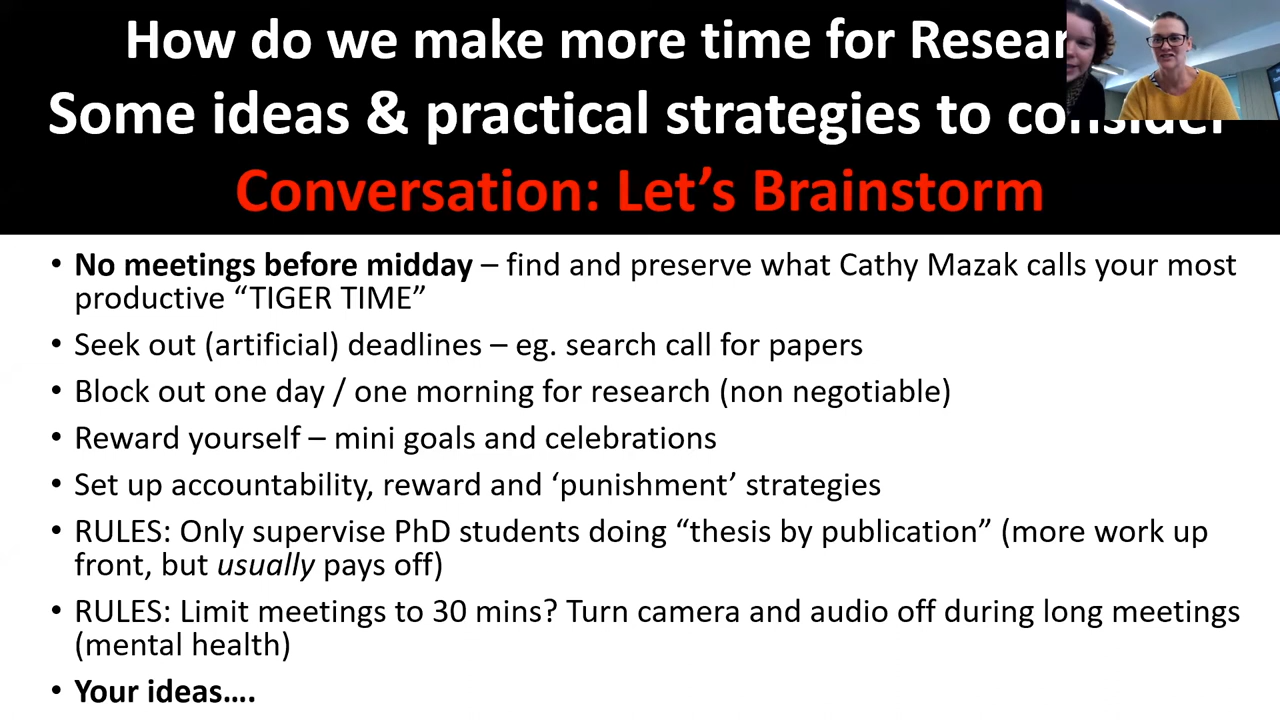 How do we make more time for Resear
Some ideas & practical strategies to consider
Conversation: Let's Brainstorm
• No meetings before midday – find and preserve what Cathy Mazak calls your most
productive “TIGER TIME”
• Seek out (artificial) deadlines – eg. search call for papers
• Block out one day / one morning for research (non negotiable)
• Reward yourself – mini goals and celebrations
• Set up accountability, reward and ‘punishment’ strategies
• RULES: Only supervise PhD students doing “thesis by publication” (more work up
front, but usually pays off)
• RULES: Limit meetings to 30 mins? Turn camera and audio off during long meetings
(mental health)
• Your ideas....